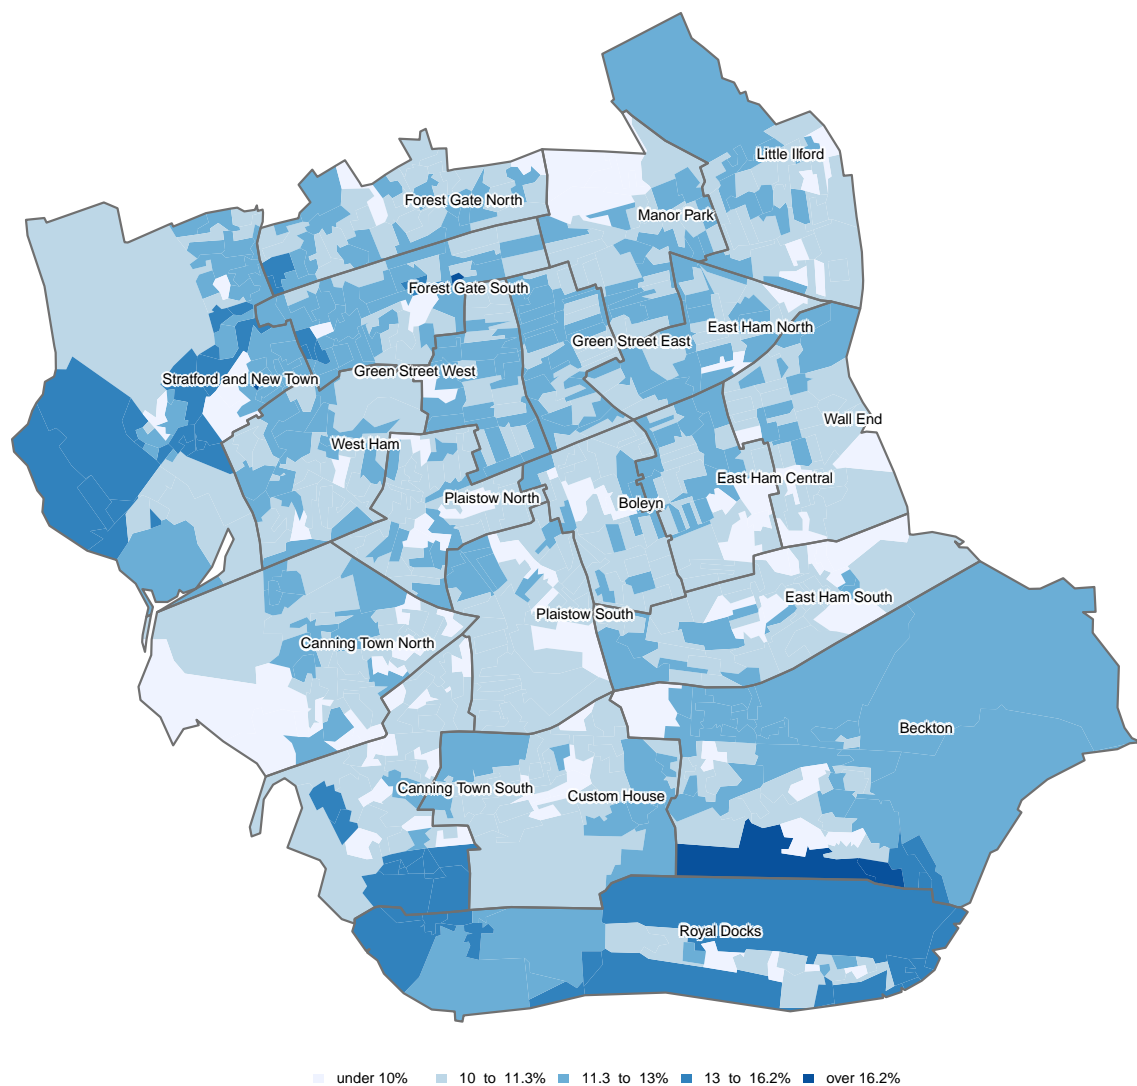 Little Ilford
Forest Gate North
Manor Park
Forest Gate South
East Ham North
Green Street East
Stratford and New Town
Green Street West
Wall End
West Ham
East Ham Central
Plaistow North
Boleyn
East Ham South
Plaistow South
Canning Town North
Beckton
Canning Town South
Custom House
Royal Docks
under 10% 10 to 11.3% 11.3 to 13% 13 to 16.2% over 16.2%